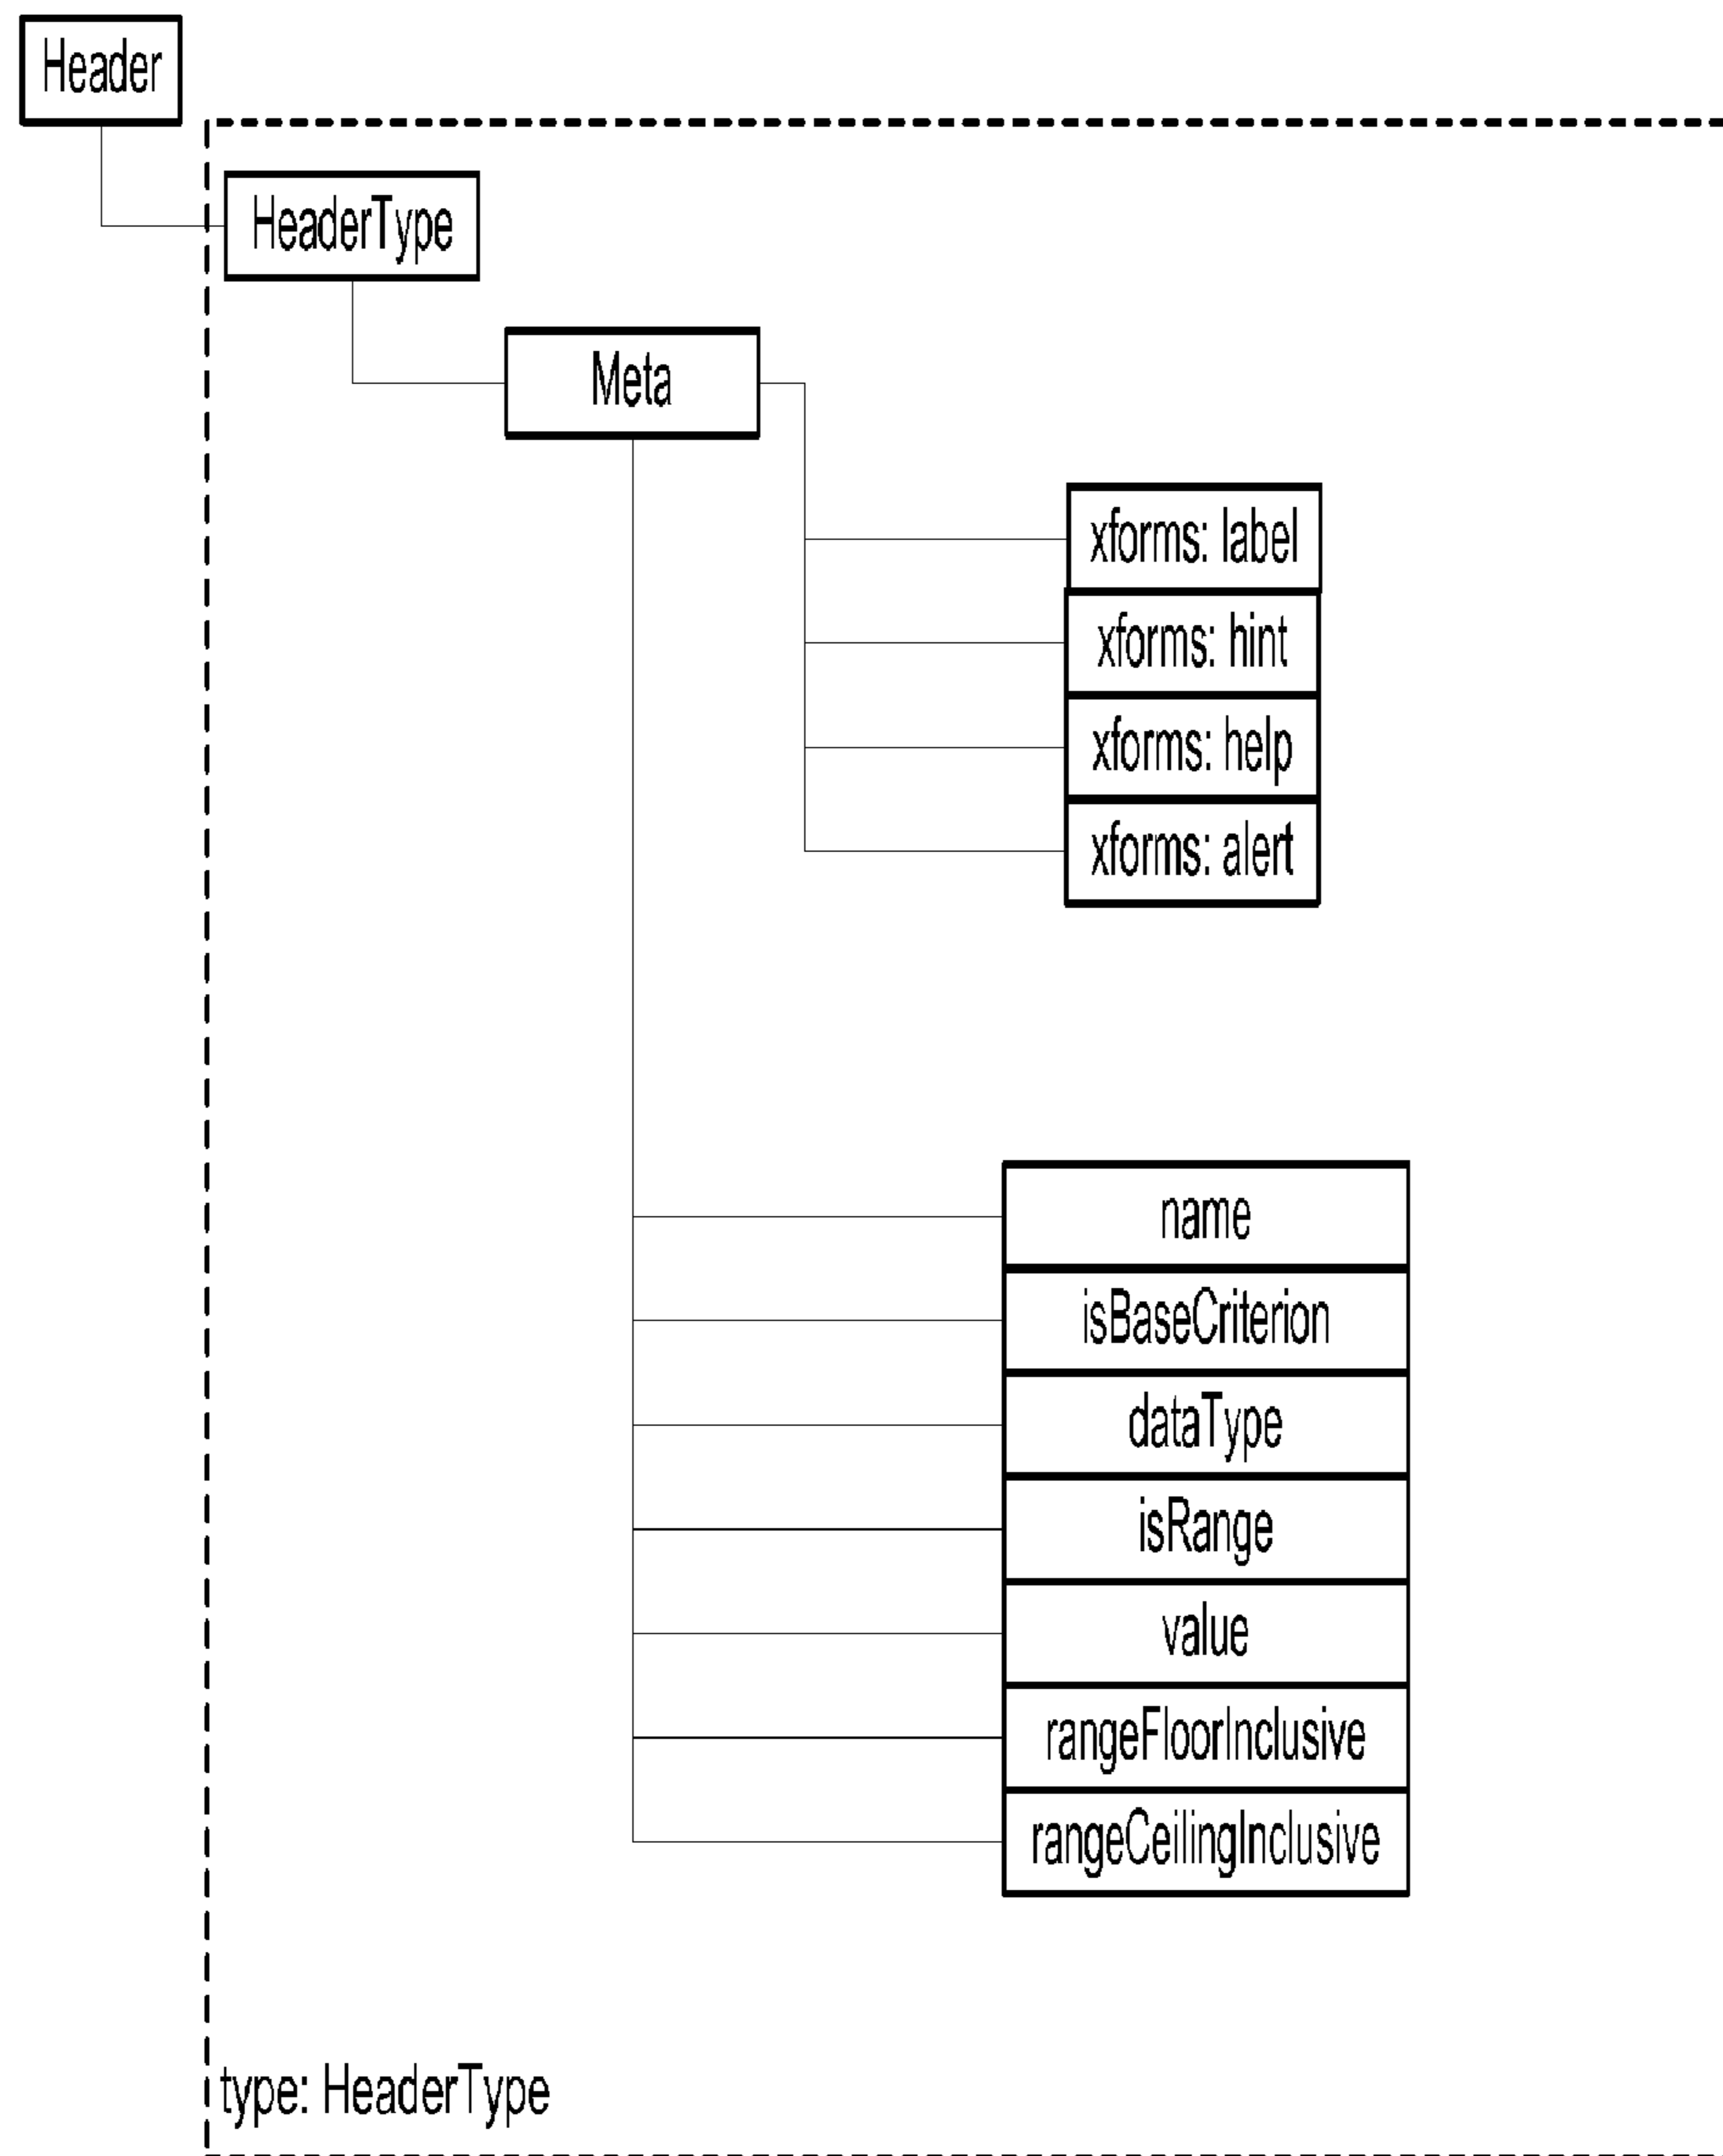 Header
HeaderType
Meta
xforms: label
xforms: hint
xforms: help
xforms: alert
name
isBaseCriterion
dataType
isRange
value
rangeFloorInclusive
rangeCeilingInclusive
type: HeaderType